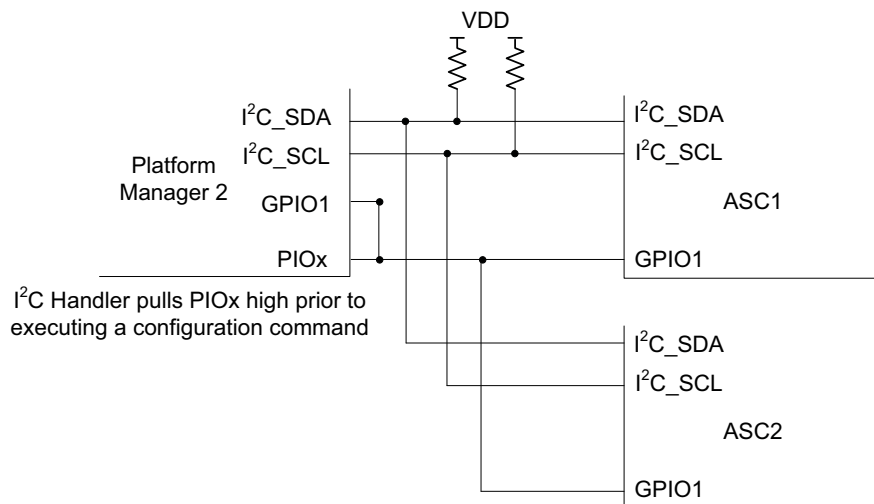 VDD
I²C_SDA
I²C_SCL
Platform
Manager 2
GPIO1
PIOx
I²C_SDA
I²C_SCL
ASC1
GPIO1
I²C Handler pulls PIOx high prior to
executing a configuration command
I²C_SDA
I²C_SCL
ASC2
GPIO1